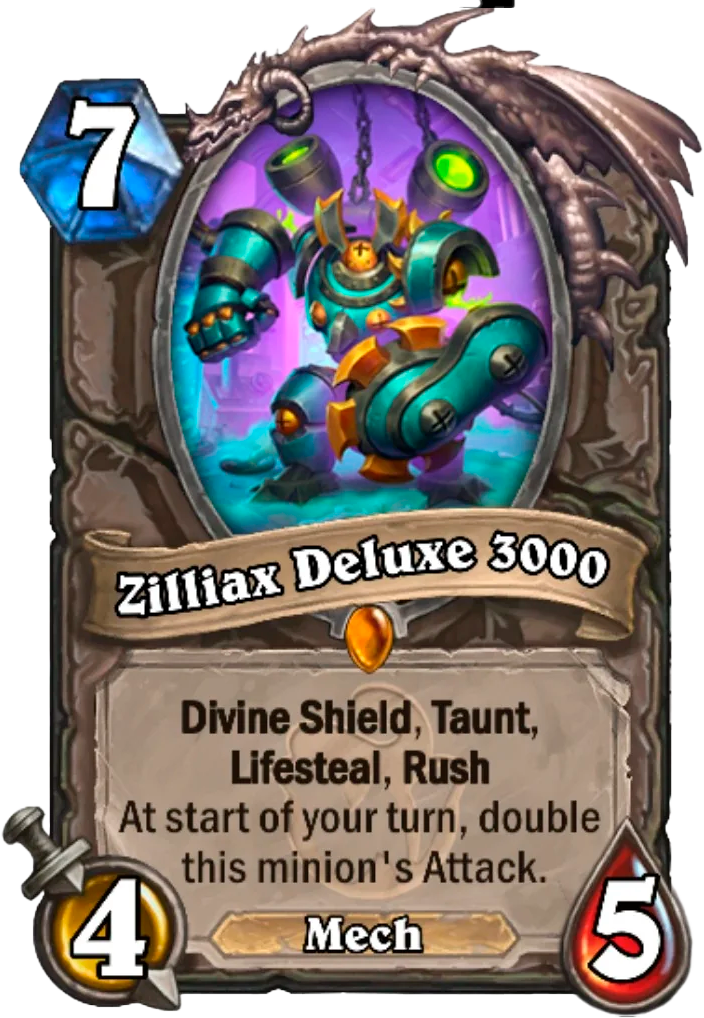 7
Zilliax Deluxe 3000
Divine Shield, Taunt,
Lifesteal, Rush
At start of your turn, double
this minion's Attack.
4
Mech
5